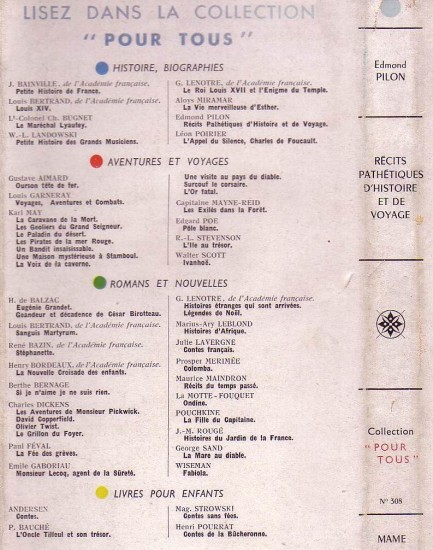 LISEZ DANS LA COLLECTION
"POUR TOUS"
HISTOIRE, BIOGRAPHIES
J. BAINVILLE, de l'Académie française.
Petite Histoire de France.
Louis BERTRAND, de l'Académie française.
Louis XIV.
Lt-Colonel Ch. BUGNET
Le Maréchal Lyautey.
W.-L. LANDOWSKI
Petite Histoire des Grands Musiciens.
G. LENOTRE, de l'Académie française.
Le Roi Louis XVII et l'Enigme du Temple.
Aloys MIRAMAR
La Vie merveilleuse d'Esther.
Edmond PILON
Récits Pathétiques d'Histoire et de Voyage.
Léon POIRIER
L'Appel du Silence, Charles de Foucault.
AVENTURES ET VOYAGES
Gustave AIMARD
Ourson tête de fer.
Louis GARNERAY
Voyages, Aventures et Combats.
Karl MAY
La Caravane de la Mort.
Les Geoliers du Grand Seigneur.
Le Paladin du désert.
Les Pirates de la mer Rouge.
Un Bandit insaisissable.
Une Maison mystérieuse à Stamboul.
La Voix de la caverne.
Une visite au pays du diable.
Surcouf le corsaire.
L'Or fatal.
Capitaine MAYNE-REID
Les Exilés dans la Forêt.
Edgard POE
Pôle blanc.
R.-L. STEVENSON
L'Ile au trésor.
Walter SCOTT
Ivanhoë.
ROMANS ET NOUVELLES
H. de BALZAC
Eugénie Grandet.
Grandeur et décadence de César Birotteau.
Louis BERTRAND, de l'Académie française.
Sanguis Martyrum.
René BAZIN, de l'Académie française.
Stéphanette.
Henry BORDEAUX, de l'Académie française.
La Nouvelle Croisade des enfants.
Berthe BERNAGE
Si je n'aime je ne suis rien.
Charles DICKENS
Les Aventures de Monsieur Pickwick.
David Copperfield.
Olivier Twist.
Le Grillon du Foyer.
Paul FÉVAL
La Fée des grèves.
Emile GABORIAU
Monsieur Lecoq, agent de la Sûreté.
G. LENOTRE, de l'Académie française.
Histoires étranges qui sont arrivées.
Légendes de Noël.
Marius-Ary LEBLOND
Histoires d'Afrique.
Julie LAVERGNE
Contes français.
Prosper MERIMÉE
Colomba.
Maurice MAINDRON
Récits du temps passé.
La MOTTE-FOUQUET
Ondine.
POUCHKINE
La Fille du Capitaine.
J.-M. ROUGÉ
Histoires du Jardin de la France.
George SAND
La Mare au diable.
WISEMAN
Fabiola.
LIVRES POUR ENFANTS
ANDERSEN
Contes.
P. BAUCHÉ
L'Oncle Tilleul et son trésor.
Mag. STROWSKI
Contes sans fées.
Henri POURRAT
Contes de la Bûcheronne.
Edmond
PILON
RÉCITS
PATHÉTIQUES
D'HISTOIRE
ET DE
VOYAGE
Collection
"POUR
TOUS"
N° 308
MAME